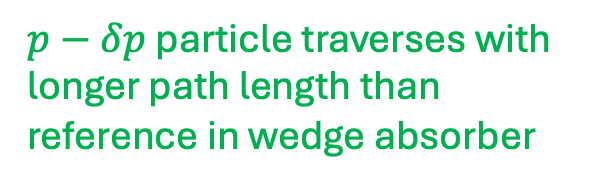 𝑝 − 𝛿𝑝 particle traverses with
longer path length than
reference in wedge absorber